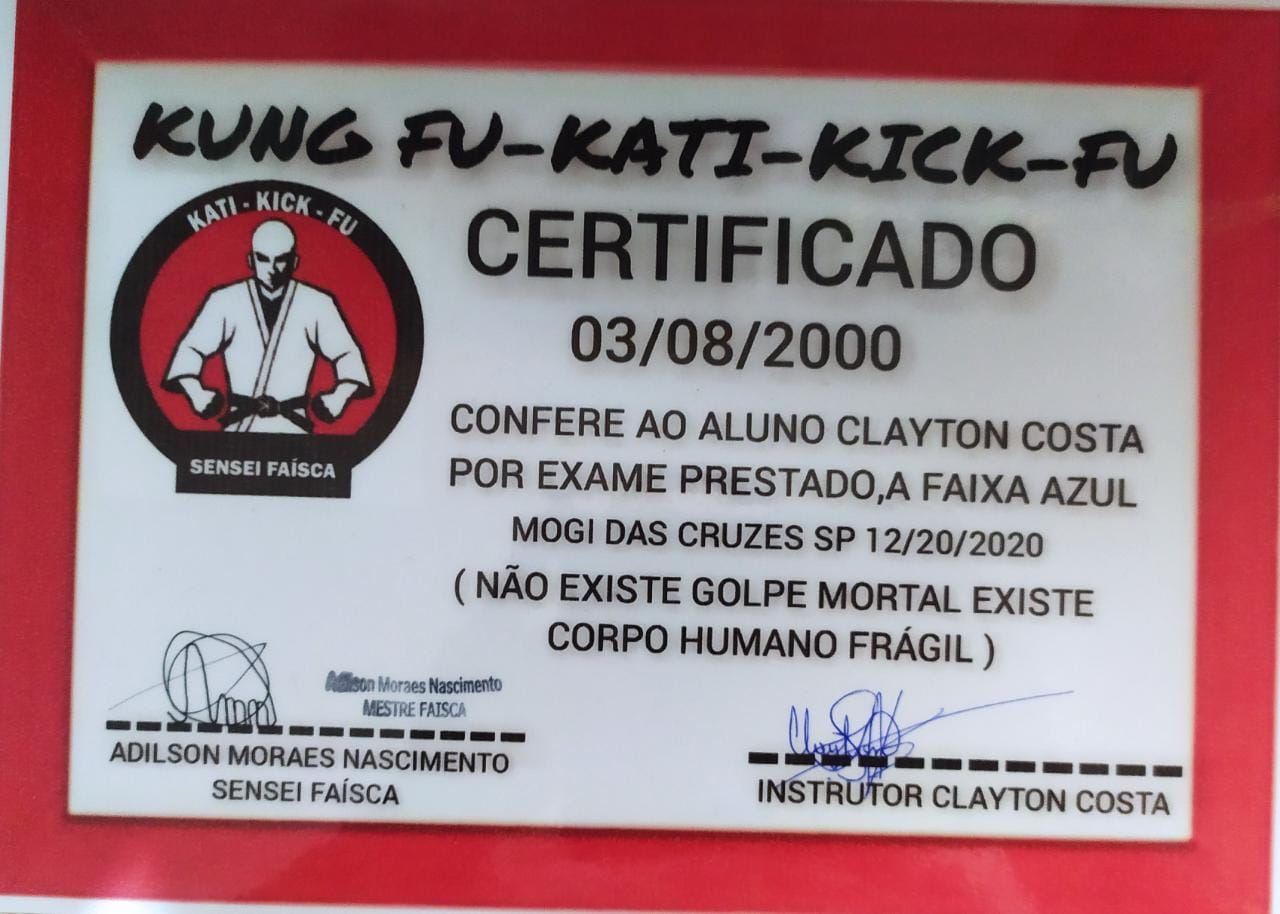 KUNG FU-KATI-KICK-FU
KATI - KICK - FU
SENSEI FAÍSCA
CERTIFICADO
03/08/2000
CONFERE AO ALUNO CLAYTON COSTA
POR EXAME PRESTADO,A FAIXA AZUL
MOGI DAS CRUZES SP 12/20/2020
( NÃO EXISTE GOLPE MORTAL EXISTE
CORPO HUMANO FRÁGIL )
Adilson Moraes Nascimento
MESTRE FAISCA
ADILSON MORAES NASCIMENTO
SENSEI FAÍSCA
INSTRUTOR CLAYTON COSTA